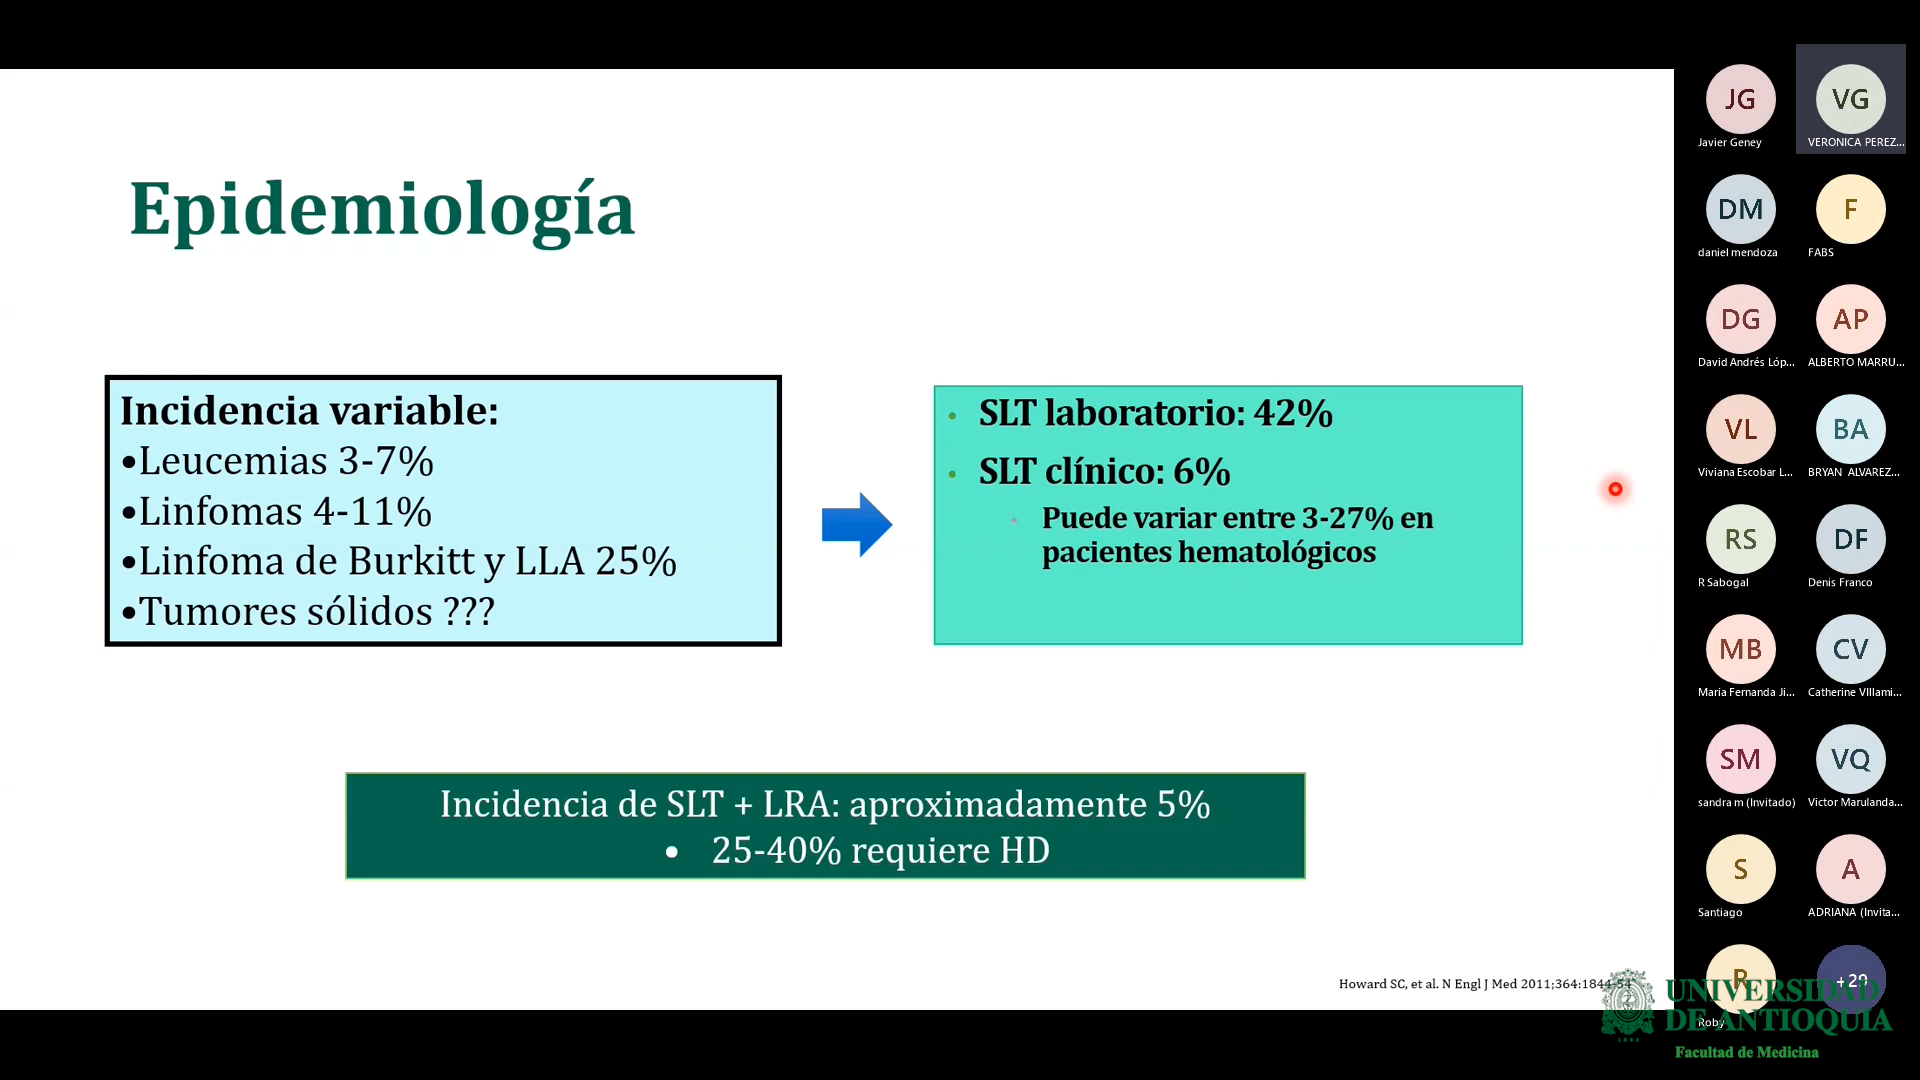 Epidemiología
Incidencia variable:
•Leucemias 3-7%
•Linfomas 4-11%
•Linfoma de Burkitt y LLA 25%
•Tumores sólidos ???
• SLT laboratorio: 42%
• SLT clínico: 6%
• Puede variar entre 3-27% en
pacientes hematológicos
Incidencia de SLT + LRA: aproximadamente 5%
• 25-40% requiere HD
Howard SC, et al. N Engl J Med 2011;364:1844-54
JG
Javier Geney
VG
VERONICA PEREZ...
DM
daniel mendoza
F
FABS
DG
David Andrés Lóp...
AP
ALBERTO MARRU...
VL
Viviana Escobar L...
BA
BRYAN ALVAREZ...
RS
R Sabogal
DF
Denis Franco
MB
Maria Fernanda Ji...
CV
Catherine VIllami...
SM
sandra m (Invitado)
VQ
Victor Marulanda...
S
Santiago
A
ADRIANA (Invita...
R
Roby
+29
UNIVERSIDAD
DE ANTIOQUIA
Facultad de Medicina